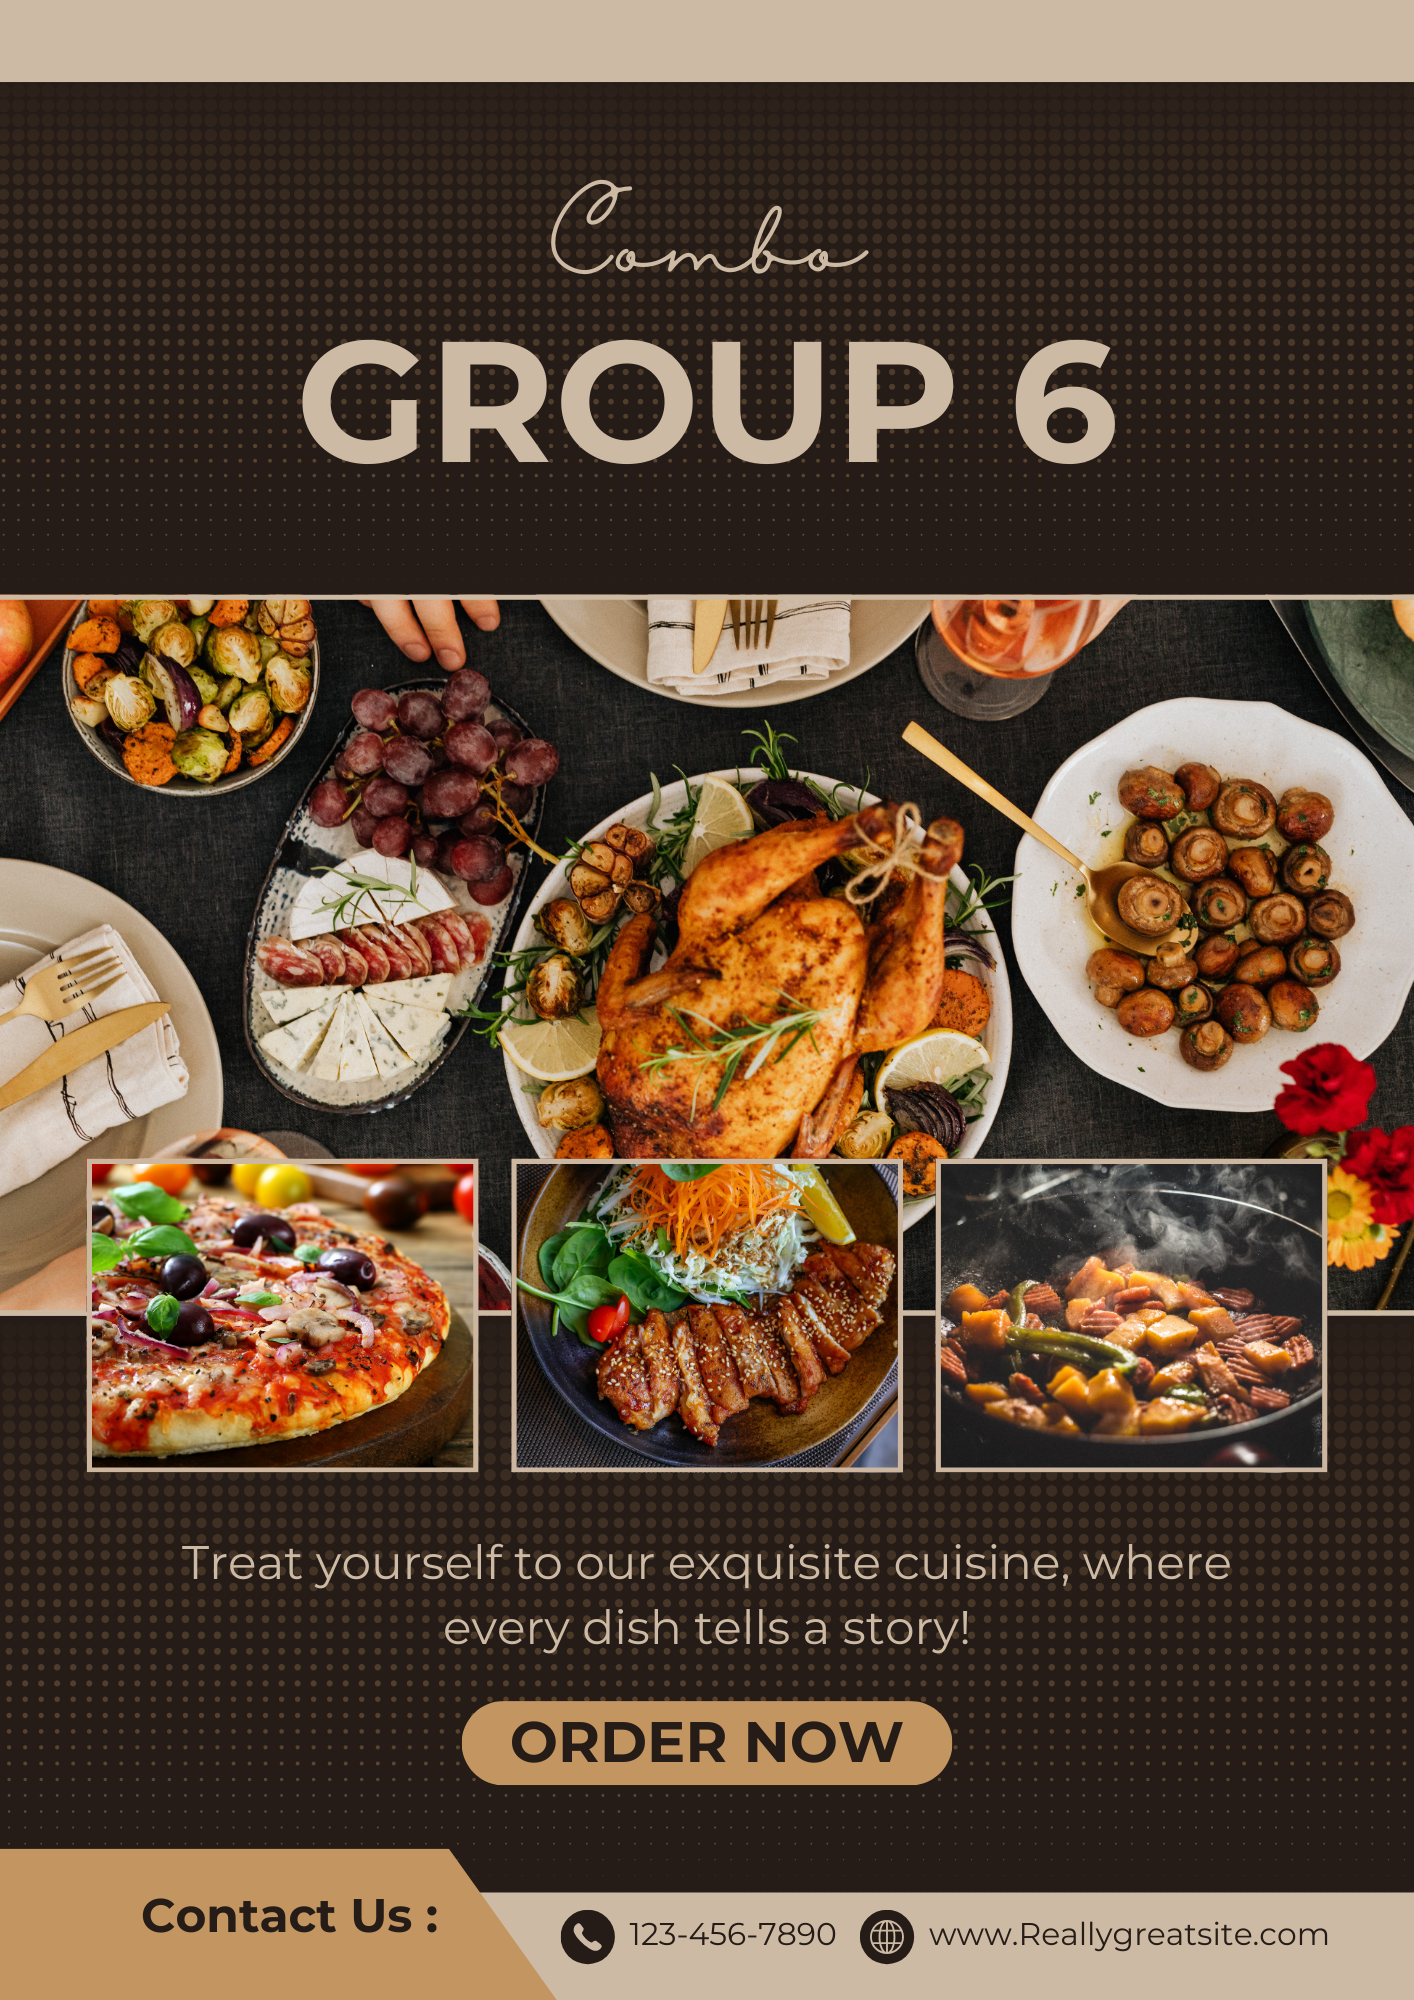 Combo
GROUP 6
Treat yourself to our exquisite cuisine, where
every dish tells a story!
ORDER NOW
Contact Us :
123-456-7890
www.Reallygreatsite.com